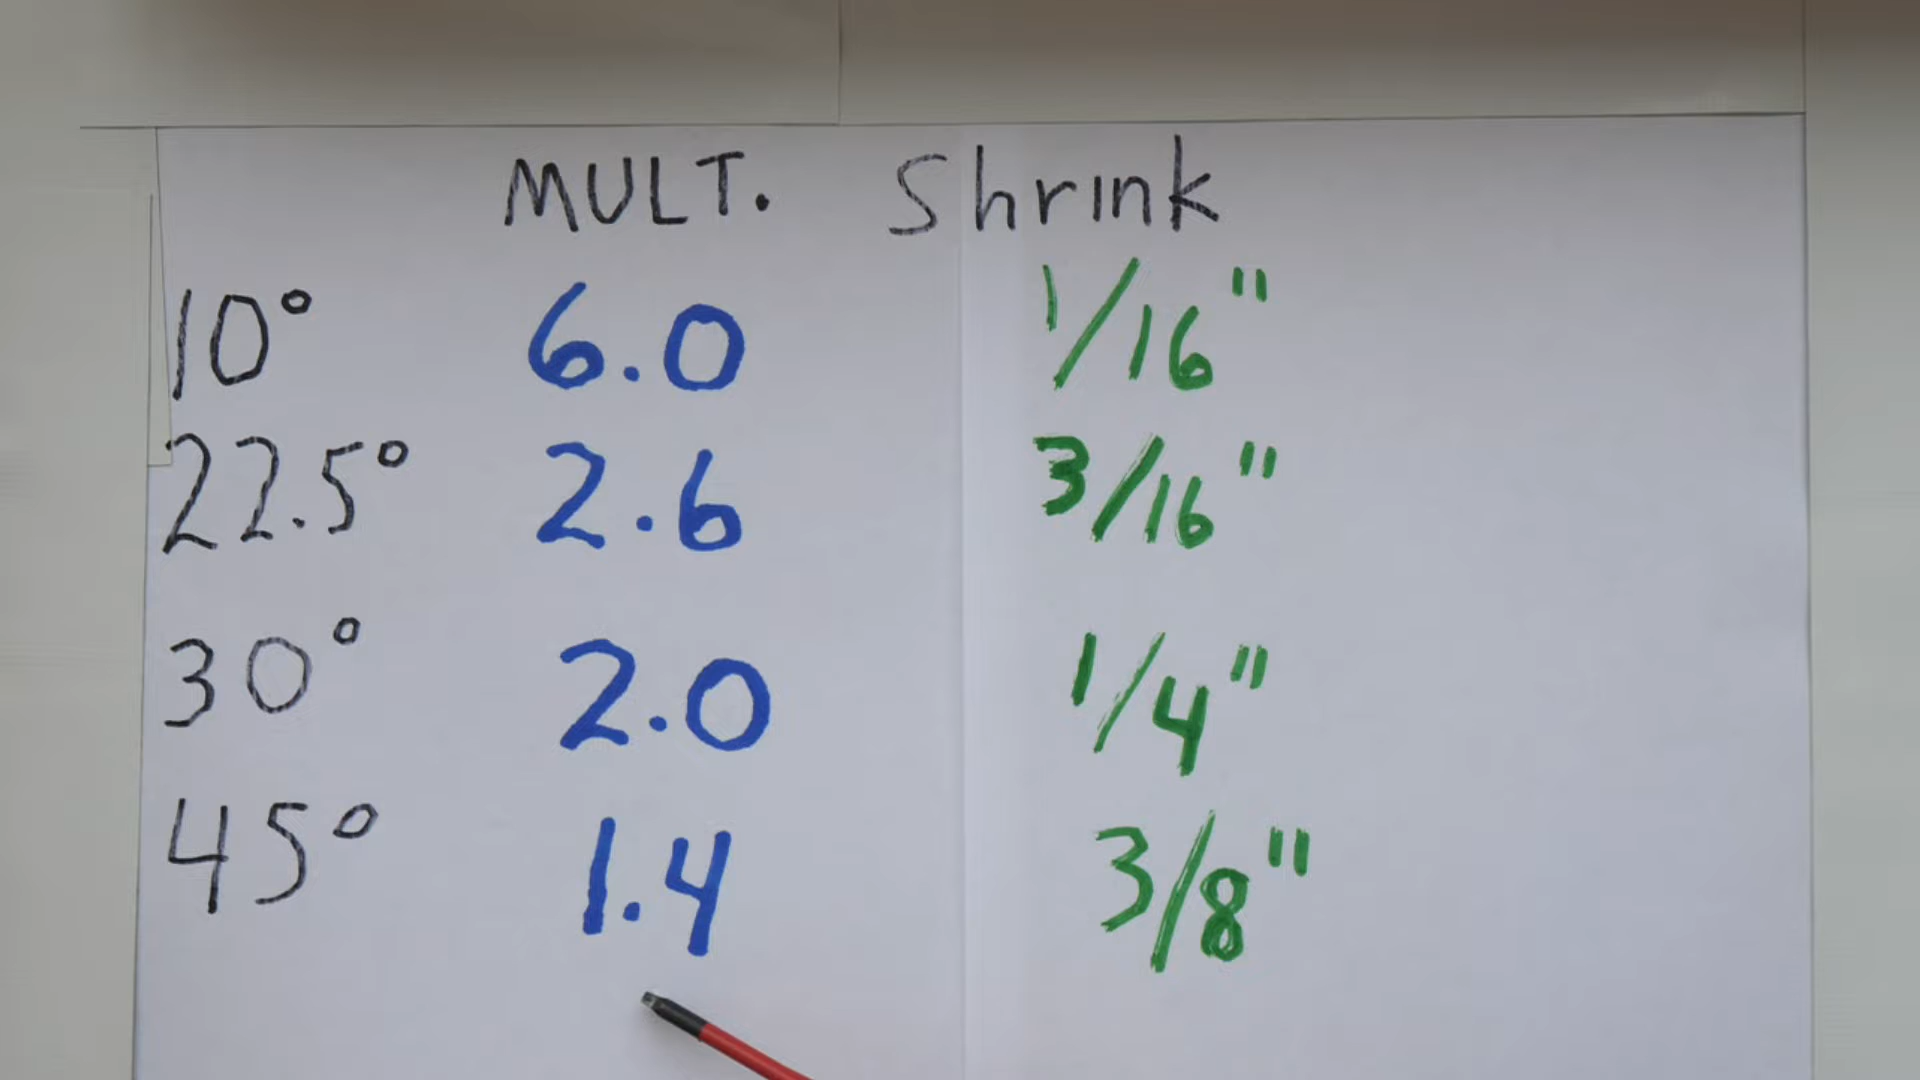 MULT. Shrink
10° 6.0 1/16"
22.5° 2.6 3/16"
30° 2.0 1/4"
45° 1.4 3/8"